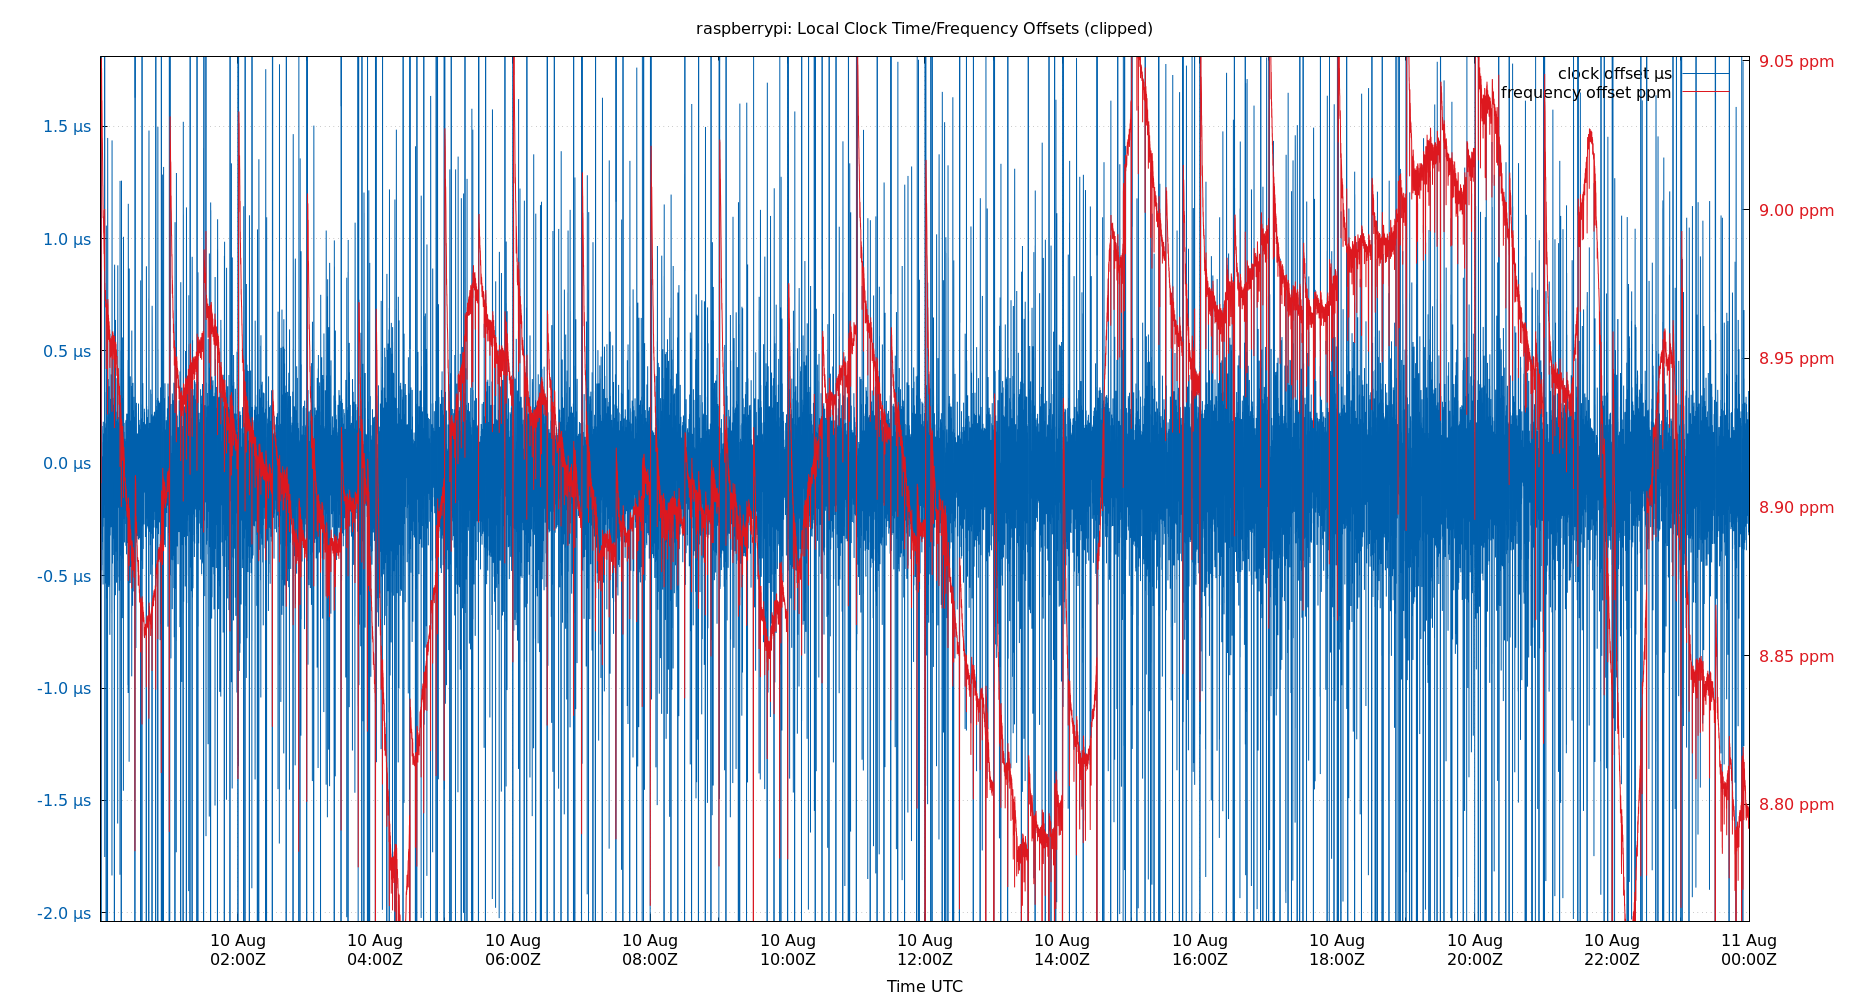 raspberrypi: Local Clock Time/Frequency Offsets (clipped)
clock offset µs
frequency offset ppm
1.5 µs
1.0 µs
0.5 µs
0.0 µs
-0.5 µs
-1.0 µs
-1.5 µs
-2.0 µs
9.05 ppm
9.00 ppm
8.95 ppm
8.90 ppm
8.85 ppm
8.80 ppm
10 Aug 10 Aug 10 Aug 10 Aug 10 Aug 10 Aug 10 Aug 10 Aug 10 Aug 10 Aug 10 Aug 11 Aug
02:00Z 04:00Z 06:00Z 08:00Z 10:00Z 12:00Z 14:00Z 16:00Z 18:00Z 20:00Z 22:00Z 00:00Z
Time UTC